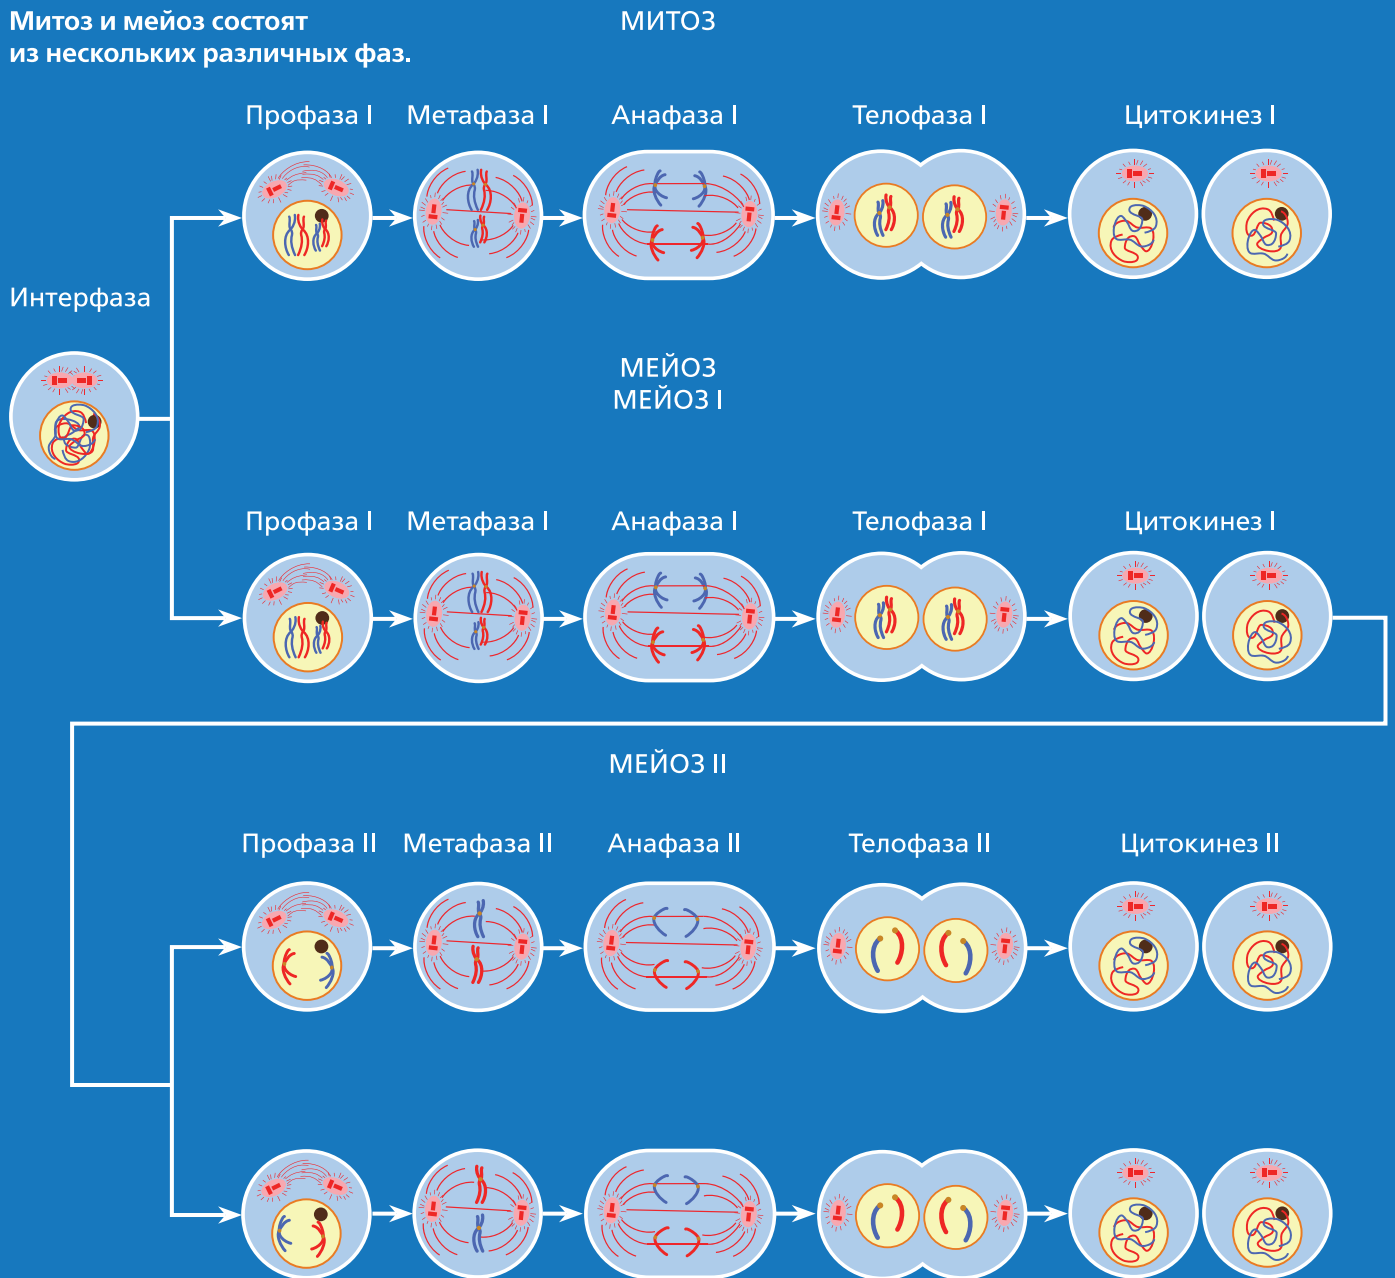 Митоз и мейоз состоят
из нескольких различных фаз.
МИТОЗ
Профаза I
Метафаза I
Анафаза I
Телофаза I
Цитокинез I
Интерфаза
МЕЙОЗ
МЕЙОЗ I
Профаза I
Метафаза I
Анафаза I
Телофаза I
Цитокинез I
МЕЙОЗ II
Профаза II
Метафаза II
Анафаза II
Телофаза II
Цитокинез II